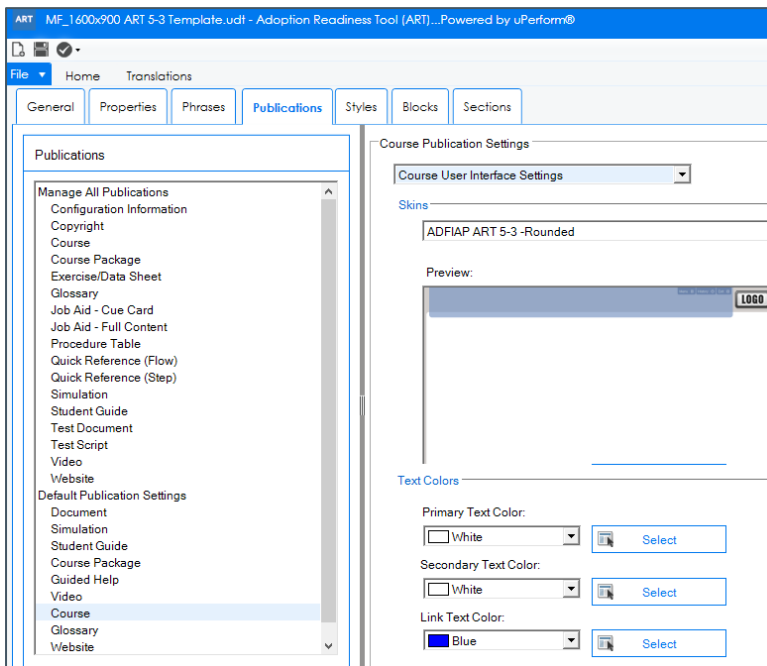 ART MF_1600x900 ART 5-3 Template.udt - Adoption Readiness Tool (ART)...Powered by uPerform®
File Home Translations
General Properties Phrases Publications Styles Blocks Sections
Publications
Manage All Publications
Configuration Information
Copyright
Course
Course Package
Exercise/Data Sheet
Glossary
Job Aid - Cue Card
Job Aid - Full Content
Procedure Table
Quick Reference (Flow)
Quick Reference (Step)
Simulation
Student Guide
Test Document
Test Script
Video
Website
Default Publication Settings
Document
Simulation
Student Guide
Course Package
Guided Help
Video
Course
Glossary
Website
Course Publication Settings
Course User Interface Settings
Skins
ADFIAP ART 5-3 -Rounded
Preview:
LOGO
Text Colors
Primary Text Color:
White Select
Secondary Text Color:
White Select
Link Text Color:
Blue Select